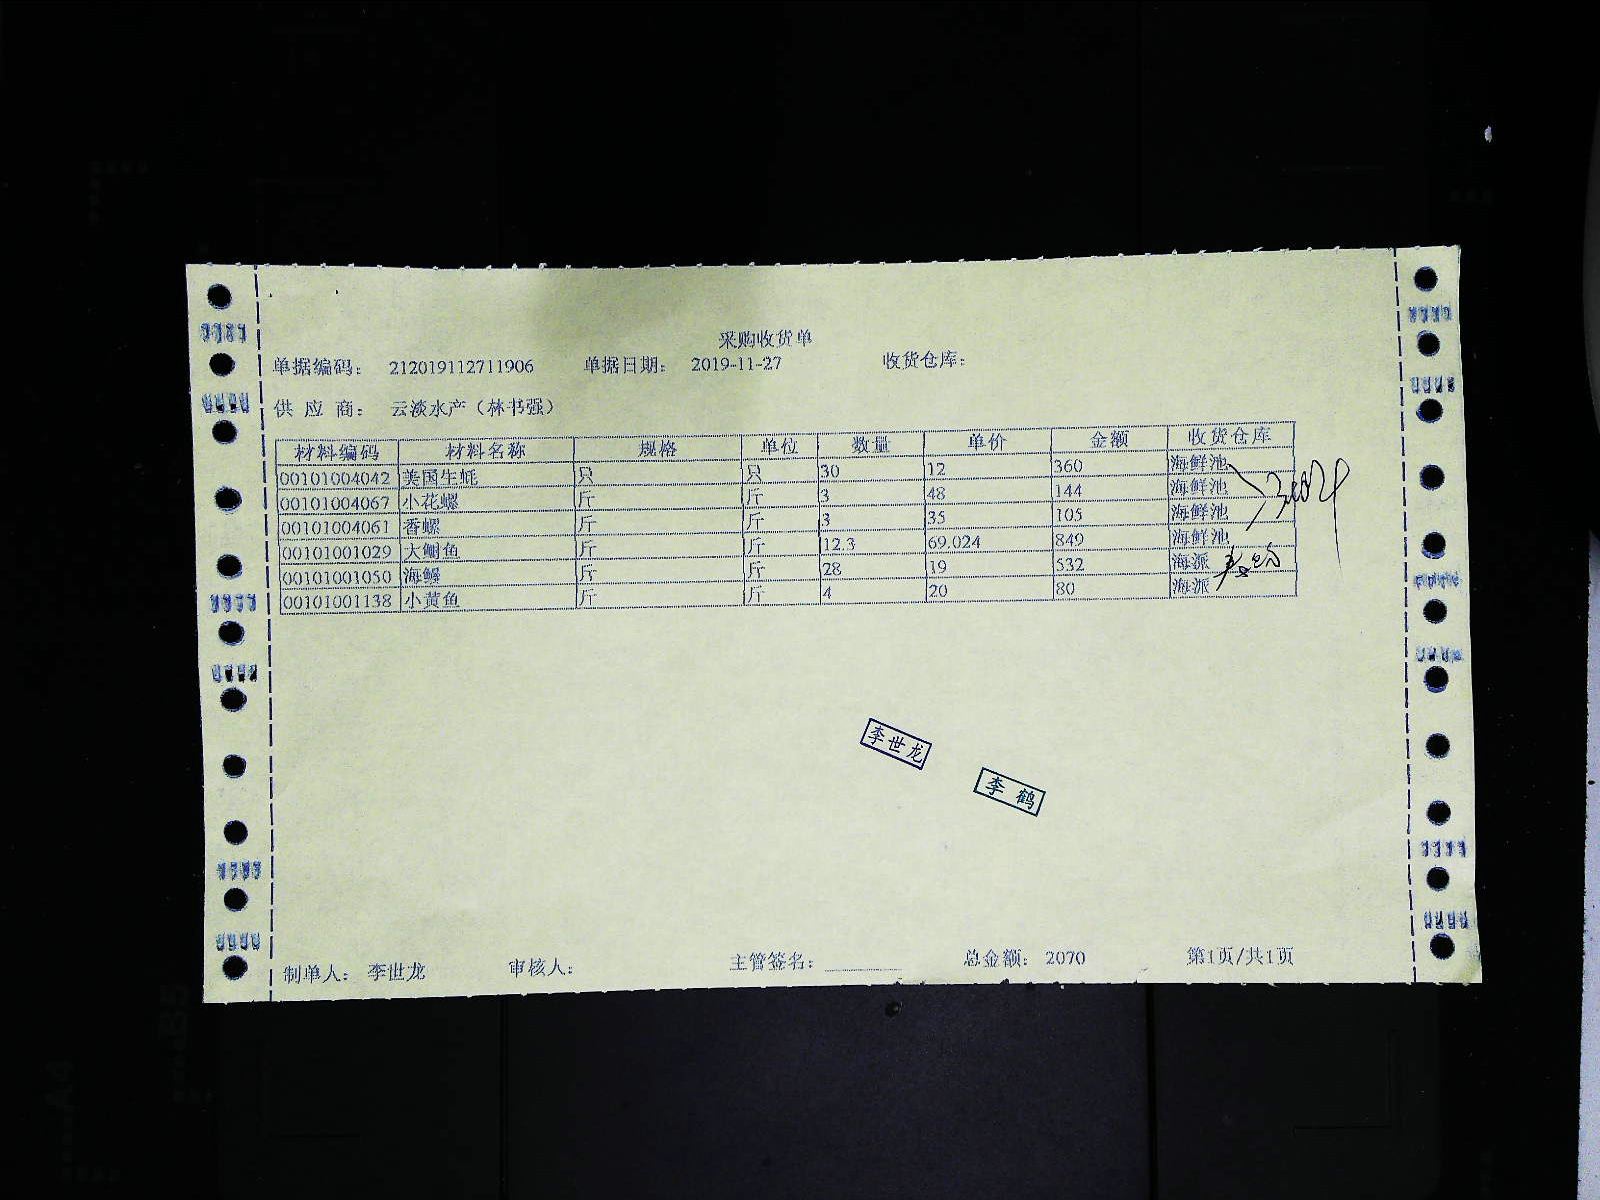 采购收货单
单据编码： 212019112711906 单据日期： 2019-11-27 收货仓库：
供 应 商： 云淡水产（林书强）
材料编码 材料名称 规格 单位 数量 单价 金额 收货仓库
00101004042 美国生蚝 只 只 30 12 360 海鲜池
00101004067 小花螺 斤 斤 3 48 144 海鲜池
00101004061 香螺 斤 斤 3 35 105 海鲜池
00101001029 大鲷鱼 斤 斤 12.3 69.024 849 海鲜池
00101001050 海鳗 斤 斤 28 19 532 海派
00101001138 小黄鱼 斤 斤 4 20 80 海派
李世龙
李鹤
制单人： 李世龙 审核人： 主管签名： 总金额： 2070 第1页/共1页